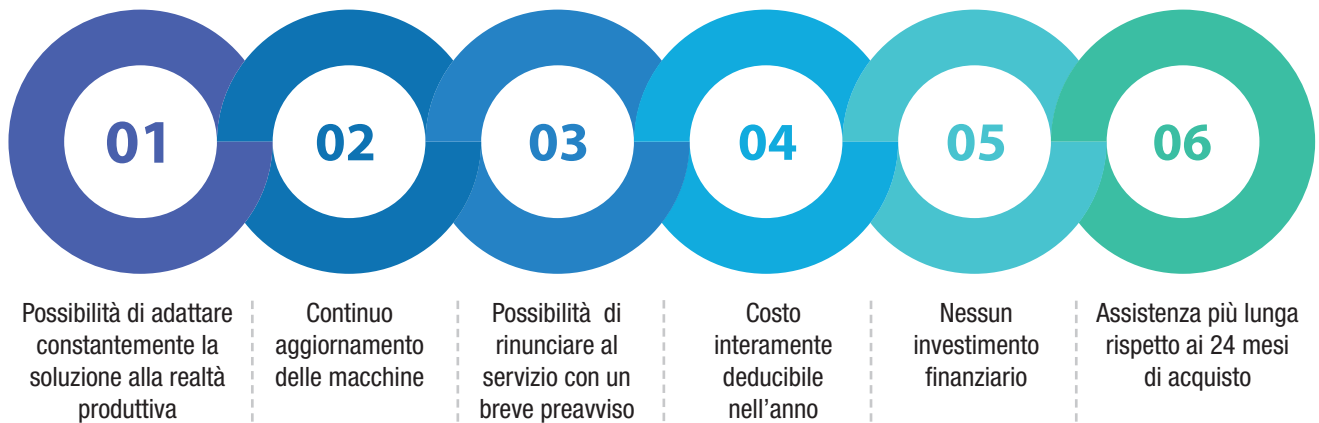 01
02
03
04
05
06
Possibilità di adattare
constantemente la
soluzione alla realtà
produttiva
Continuo
aggiornamento
delle macchine
Possibilità di
rinunciare al
servizio con un
breve preavviso
Costo
interamente
deducibile
nell'anno
Nessun
investimento
finanziario
Assistenza più lunga
rispetto ai 24 mesi
di acquisto